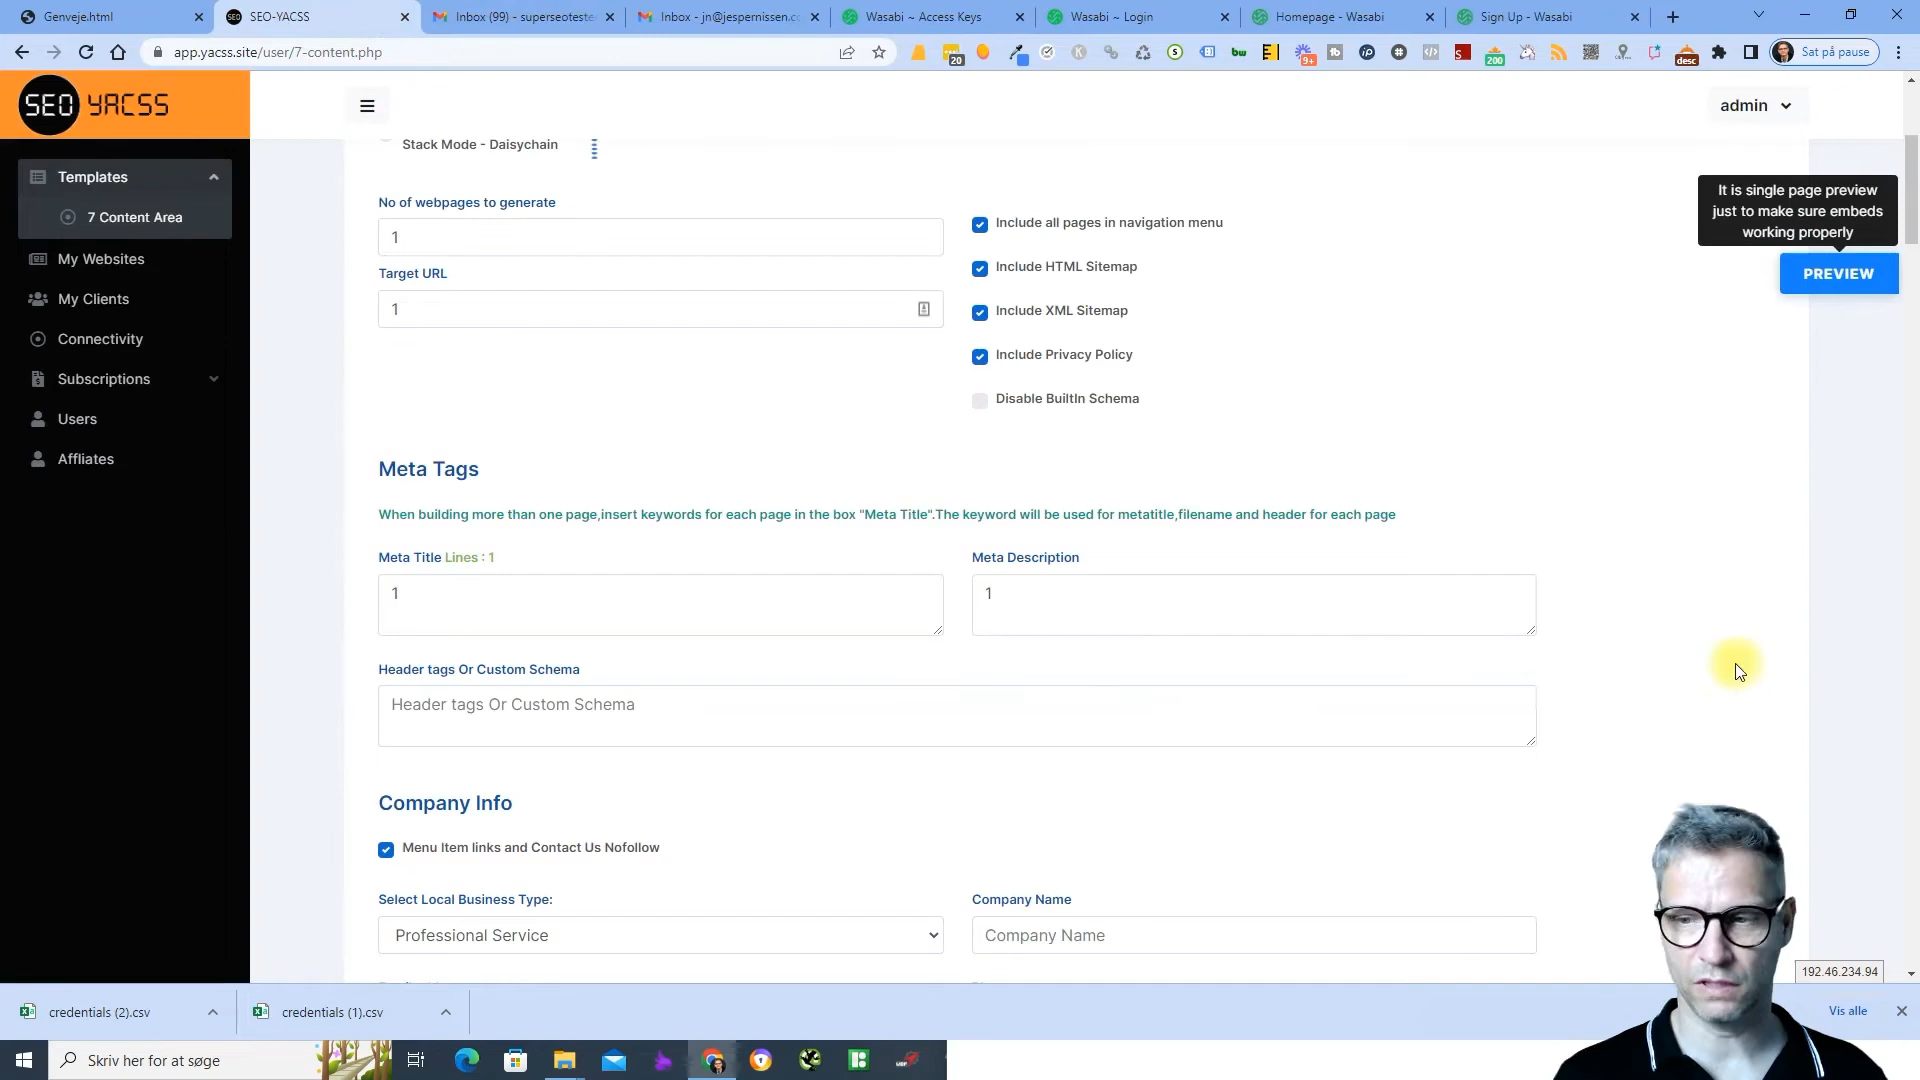 Genveje.html
SEO-YACSS
Inbox (99) - superseoteste
Inbox - jn@jespernissen.co
Wasabi ~ Access Keys
Wasabi ~ Login
Homepage - Wasabi
Sign Up - Wasabi
app.yacss.site/user/7-content.php
20
9+
200
desc
Sat på pause
SEO YACSS
admin
Templates
7 Content Area
My Websites
My Clients
Connectivity
Subscriptions
Users
Affliates
Stack Mode - Daisychain
No of webpages to generate
1
Target URL
1
Include all pages in navigation menu
Include HTML Sitemap
Include XML Sitemap
Include Privacy Policy
Disable BuiltIn Schema
It is single page preview
just to make sure embeds
working properly
PREVIEW
Meta Tags
When building more than one page,insert keywords for each page in the box "Meta Title".The keyword will be used for metatitle,filename and header for each page
Meta Title Lines : 1
1
Meta Description
1
Header tags Or Custom Schema
Header tags Or Custom Schema
Company Info
Menu Item links and Contact Us Nofollow
Select Local Business Type:
Professional Service
Company Name
Company Name
192.46.234.94
credentials (2).csv
credentials (1).csv
Vis alle
Skriv her for at søge